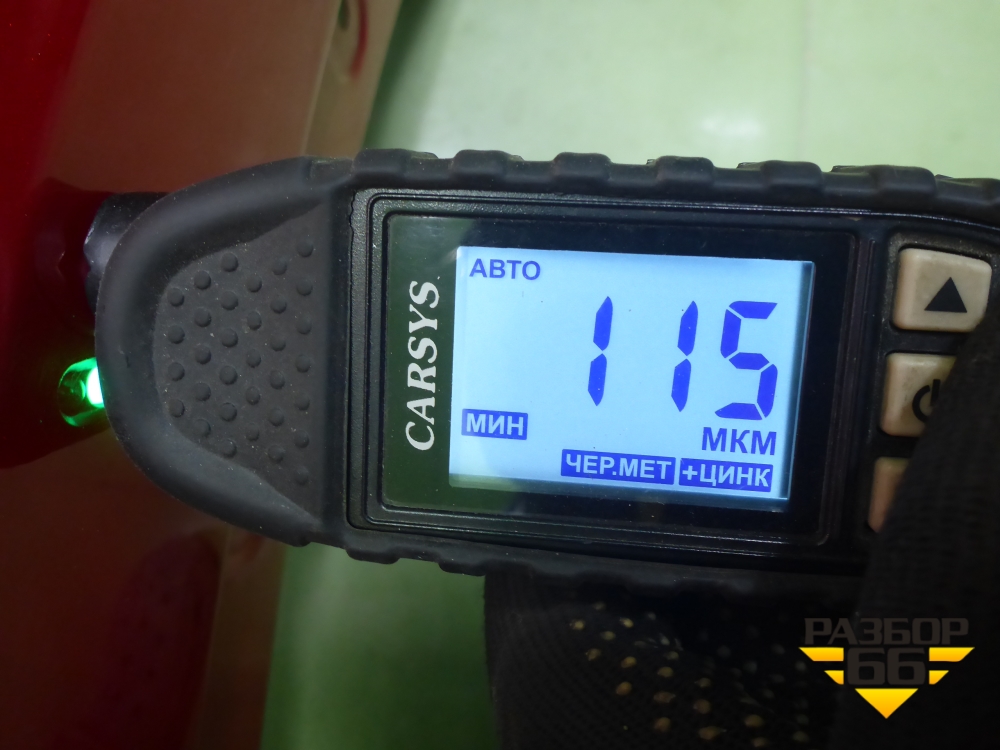 CARSYS
АВТО
115
МКМ
МИН
ЧЕР.МЕТ +ЦИНК
РАЗБОР
66